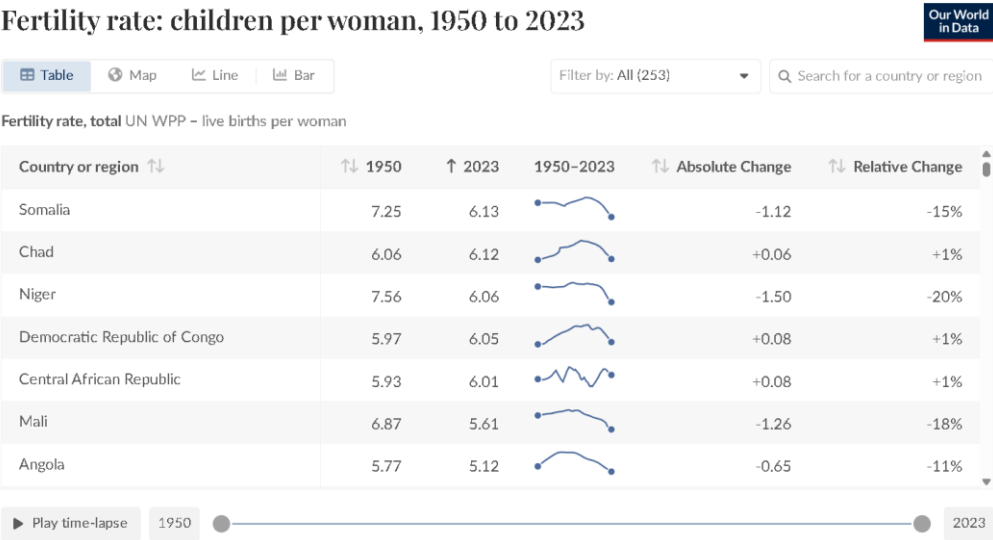 Fertility rate: children per woman, 1950 to 2023
Our World
in Data
Table Map Line Bar
Filter by: All (253)
Search for a country or region
Fertility rate, total UN WPP – live births per woman
Country or region 1950 2023 1950–2023 Absolute Change Relative Change
Somalia 7.25 6.13 -1.12 -15%
Chad 6.06 6.12 +0.06 +1%
Niger 7.56 6.06 -1.50 -20%
Democratic Republic of Congo 5.97 6.05 +0.08 +1%
Central African Republic 5.93 6.01 +0.08 +1%
Mali 6.87 5.61 -1.26 -18%
Angola 5.77 5.12 -0.65 -11%
Play time-lapse 1950 2023